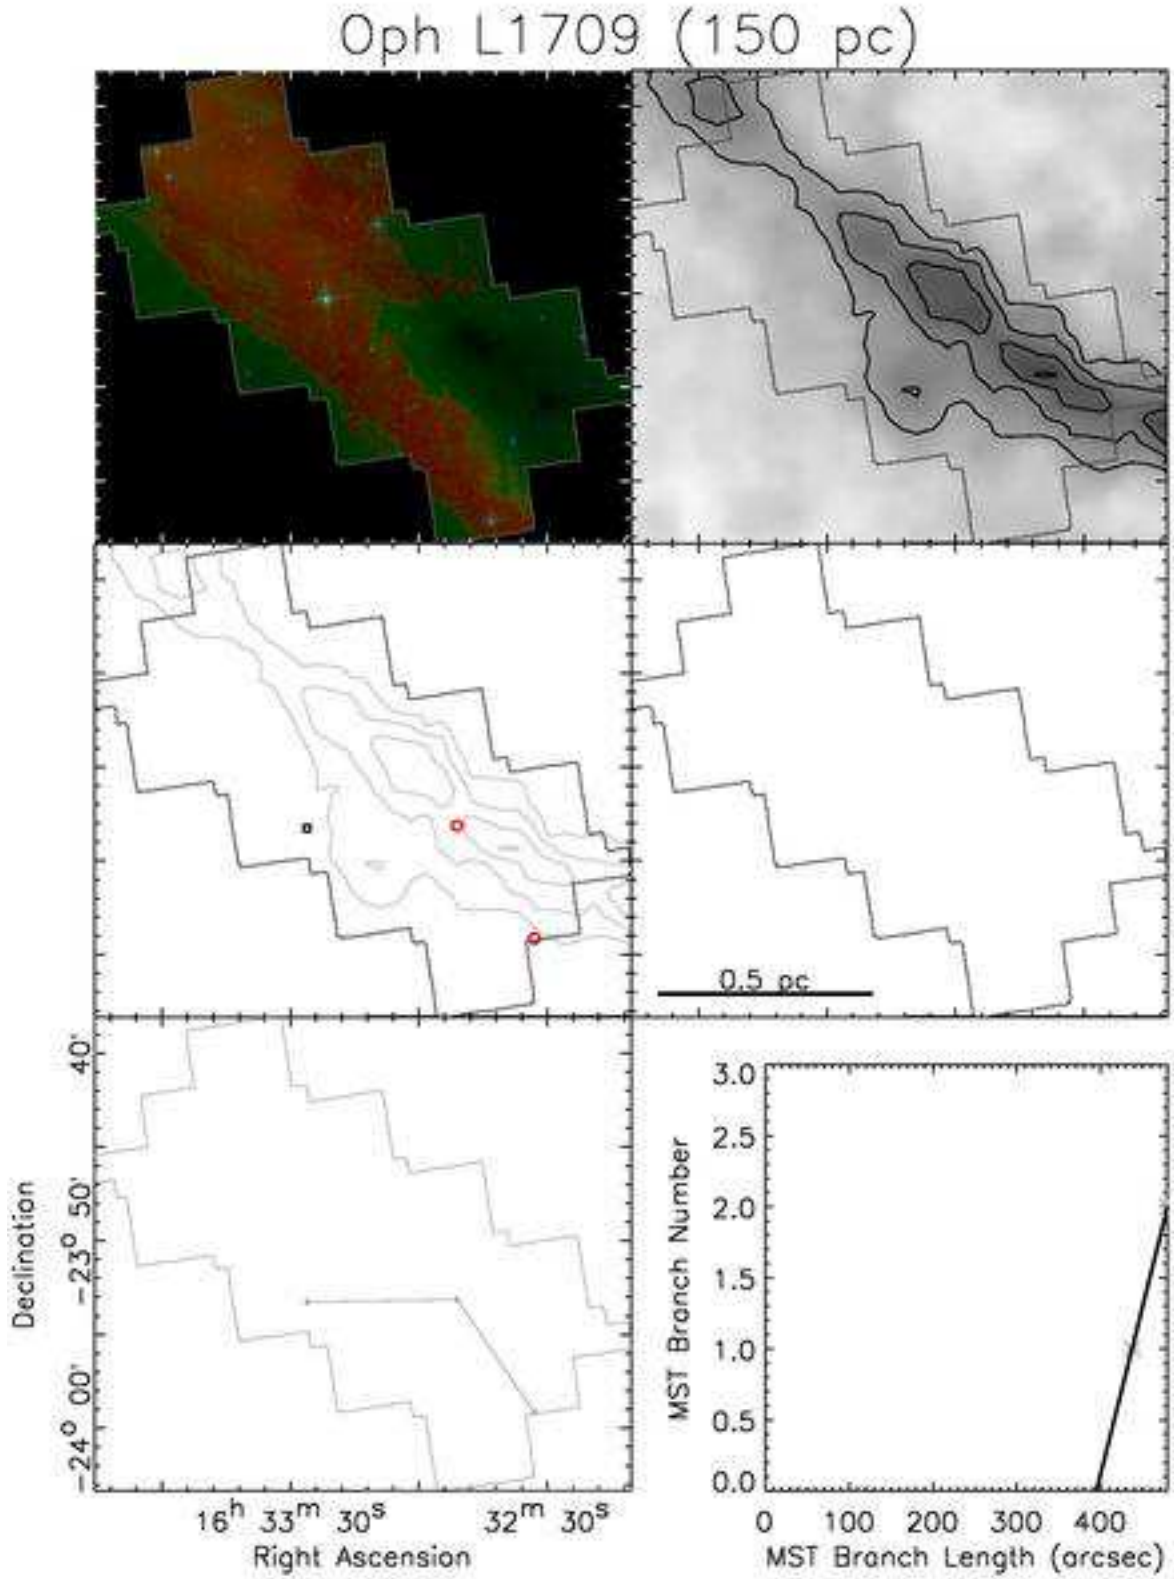 Oph L1709 (150 pc)
0.5 pc
40'
-23° 50'
-24° 00'
Declination
16h 33m 30s
32m 30s
Right Ascension
3.0
2.5
2.0
1.5
1.0
0.5
0.0
MST Branch Number
0 100 200 300 400
MST Branch Length (arcsec)